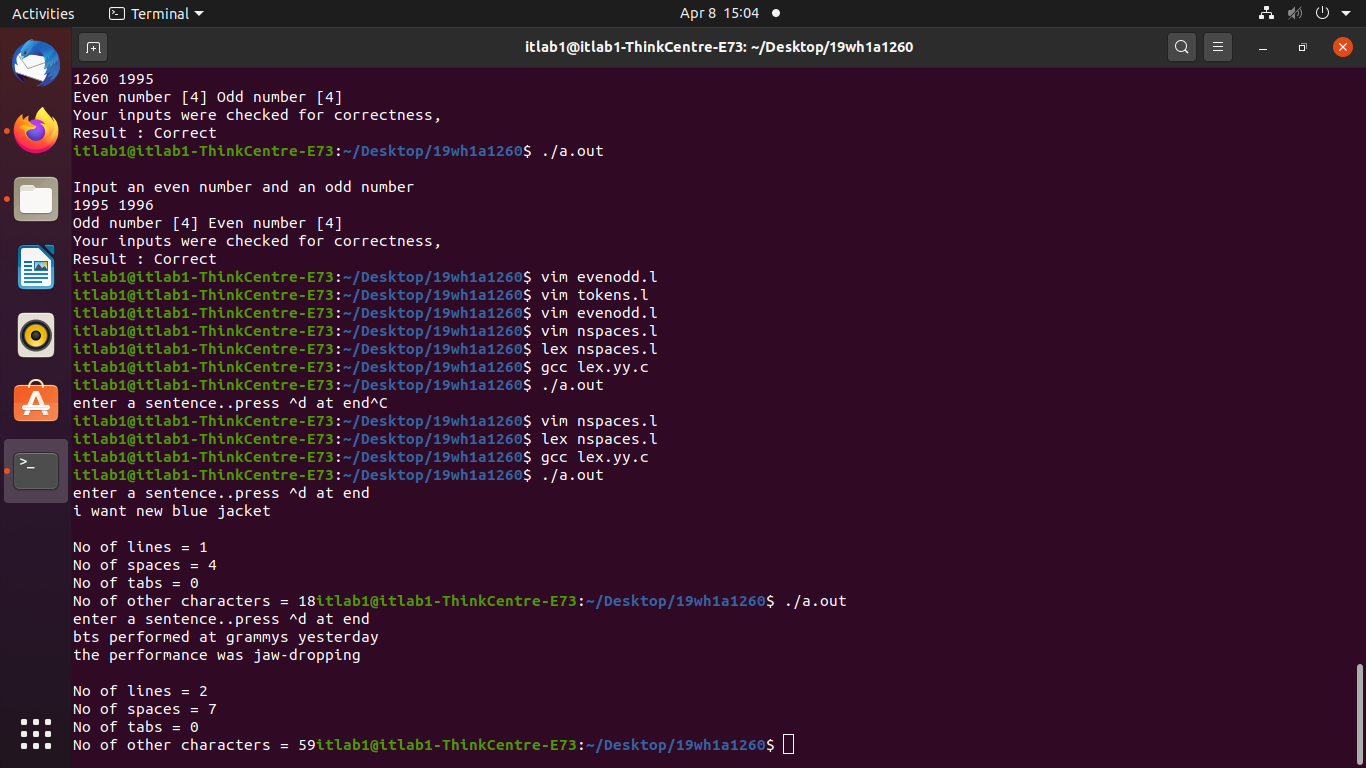 Activities
Terminal
Apr 8 15:04
itlab1@itlab1-ThinkCentre-E73: ~/Desktop/19wh1a1260
1260 1995
Even number [4] Odd number [4]
Your inputs were checked for correctness,
Result : Correct
itlab1@itlab1-ThinkCentre-E73:~/Desktop/19wh1a1260$ ./a.out
Input an even number and an odd number
1995 1996
Odd number [4] Even number [4]
Your inputs were checked for correctness,
Result : Correct
itlab1@itlab1-ThinkCentre-E73:~/Desktop/19wh1a1260$ vim evenodd.l
itlab1@itlab1-ThinkCentre-E73:~/Desktop/19wh1a1260$ vim tokens.l
itlab1@itlab1-ThinkCentre-E73:~/Desktop/19wh1a1260$ vim evenodd.l
itlab1@itlab1-ThinkCentre-E73:~/Desktop/19wh1a1260$ vim nspaces.l
itlab1@itlab1-ThinkCentre-E73:~/Desktop/19wh1a1260$ lex nspaces.l
itlab1@itlab1-ThinkCentre-E73:~/Desktop/19wh1a1260$ gcc lex.yy.c
itlab1@itlab1-ThinkCentre-E73:~/Desktop/19wh1a1260$ ./a.out
enter a sentence..press ^d at end^C
itlab1@itlab1-ThinkCentre-E73:~/Desktop/19wh1a1260$ vim nspaces.l
itlab1@itlab1-ThinkCentre-E73:~/Desktop/19wh1a1260$ lex nspaces.l
itlab1@itlab1-ThinkCentre-E73:~/Desktop/19wh1a1260$ gcc lex.yy.c
itlab1@itlab1-ThinkCentre-E73:~/Desktop/19wh1a1260$ ./a.out
enter a sentence..press ^d at end
i want new blue jacket
No of lines = 1
No of spaces = 4
No of tabs = 0
No of other characters = 18itlab1@itlab1-ThinkCentre-E73:~/Desktop/19wh1a1260$ ./a.out
enter a sentence..press ^d at end
bts performed at grammys yesterday
the performance was jaw-dropping
No of lines = 2
No of spaces = 7
No of tabs = 0
No of other characters = 59itlab1@itlab1-ThinkCentre-E73:~/Desktop/19wh1a1260$